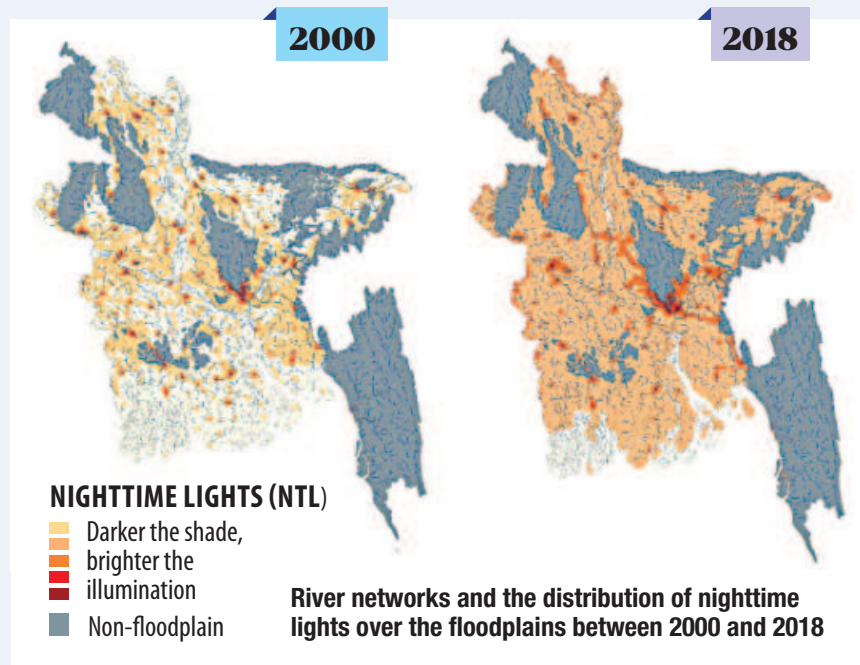 2000
2018
NIGHTTIME LIGHTS (NTL)
Darker the shade,
brighter the
illumination
Non-floodplain
River networks and the distribution of nighttime
lights over the floodplains between 2000 and 2018